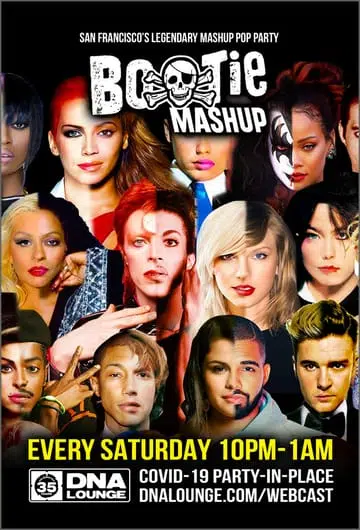 SAN FRANCISCO'S LEGENDARY MASHUP POP PARTY
BOOTie
MASHUP
EVERY SATURDAY 10PM-1AM
35 DNA LOUNGE
COVID-19 PARTY-IN-PLACE
DNALOUNGE.COM/WEBCAST